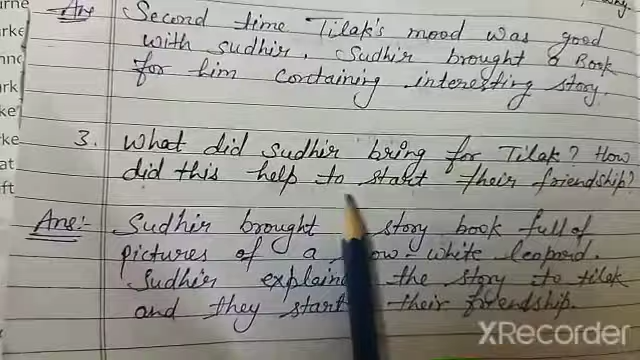 Ans Second time Tilak's mood was good
with Sudhir. Sudhir brought a Book
for him containing interesting story.
3. What did Sudhir bring for Tilak? How
did this help to start their friendship?
Ans:- Sudhir brought story book full of
pictures of a ow-white leopard.
Sudhir explain the story to tilak
and they start their friendship.
XRecorder